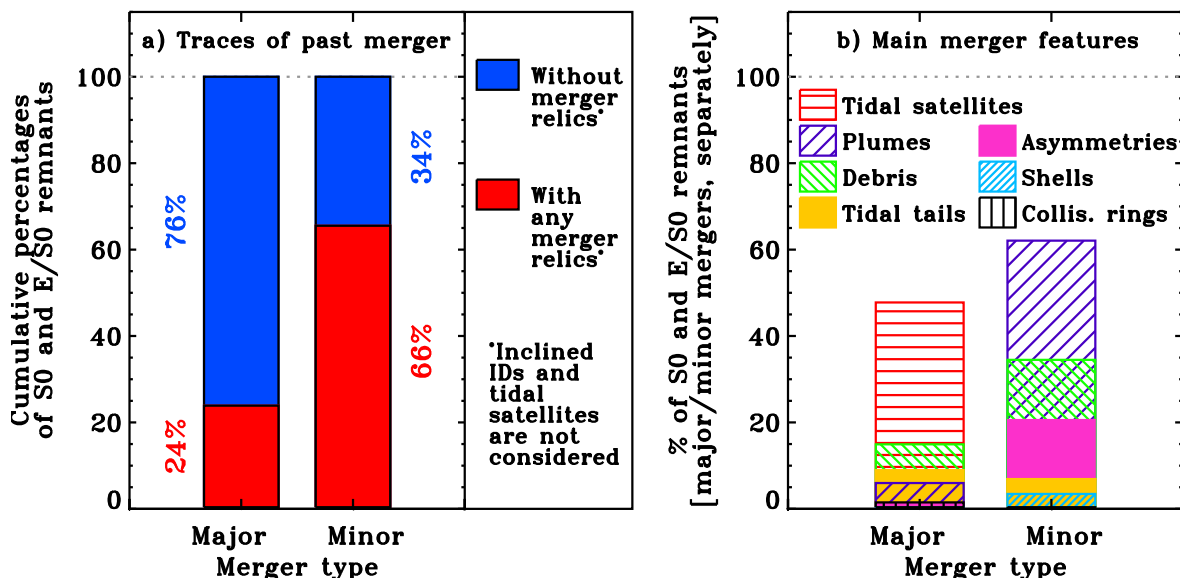 a) Traces of past merger
Cumulative percentages
of S0 and E/S0 remnants
100
80
60
40
20
0
76%
24%
34%
66%
Without
merger
relics*
With
any
merger
relics*
*Inclined
IDs and
tidal
satellites
are not
considered
Major
Minor
Merger type
b) Main merger features
% of S0 and E/S0 remnants
[major/minor mergers, separately]
100
80
60
40
20
0
Tidal satellites
Plumes
Asymmetries
Debris
Shells
Tidal tails
Collis. rings
Major
Minor
Merger type